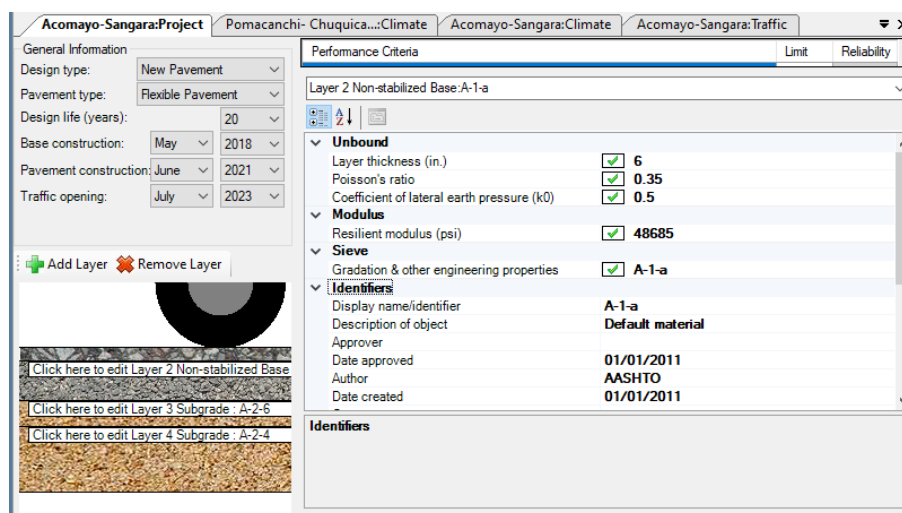 Acomayo-Sangara:Project Pomacanchi- Chuquica...:Climate Acomayo-Sangara:Climate Acomayo-Sangara:Traffic
General Information
Design type: New Pavement
Pavement type: Flexible Pavement
Design life (years): 20
Base construction: May 2018
Pavement construction: June 2021
Traffic opening: July 2023
Add Layer Remove Layer
Click here to edit Layer 2 Non-stabilized Base
Click here to edit Layer 3 Subgrade : A-2-6
Click here to edit Layer 4 Subgrade : A-2-4
Performance Criteria Limit Reliability
Layer 2 Non-stabilized Base:A-1-a
Unbound
Layer thickness (in.) 6
Poisson's ratio 0.35
Coefficient of lateral earth pressure (k0) 0.5
Modulus
Resilient modulus (psi) 48685
Sieve
Gradation & other engineering properties A-1-a
Identifiers
Display name/identifier A-1-a
Description of object Default material
Approver
Date approved 01/01/2011
Author AASHTO
Date created 01/01/2011
Identifiers